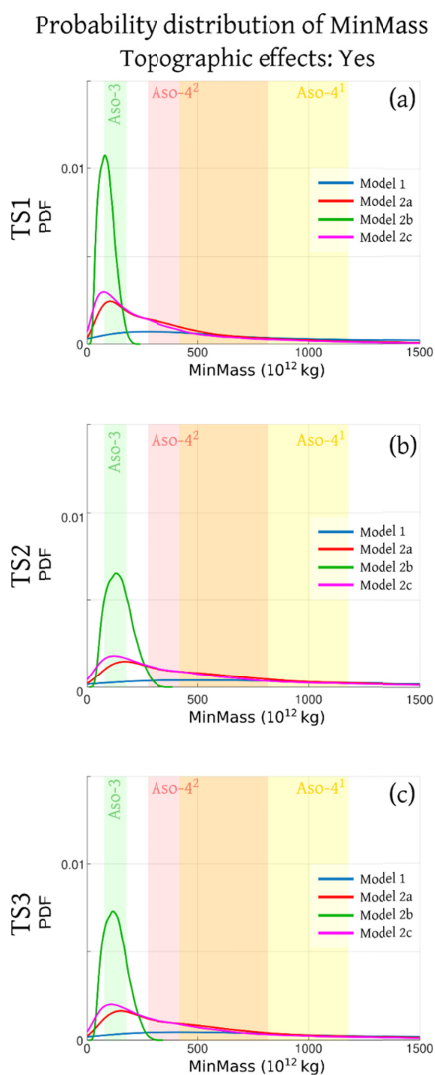 Probability distribution of MinMass
Topographic effects: Yes
Aso-3
Aso-4²
Aso-4¹
(a)
TS1
PDF
0.01
0
Model 1
Model 2a
Model 2b
Model 2c
0 500 1000 1500
MinMass (10¹² kg)
Aso-3
Aso-4²
Aso-4¹
(b)
TS2
PDF
0.01
0
Model 1
Model 2a
Model 2b
Model 2c
0 500 1000 1500
MinMass (10¹² kg)
Aso-3
Aso-4²
Aso-4¹
(c)
TS3
PDF
0.01
0
Model 1
Model 2a
Model 2b
Model 2c
0 500 1000 1500
MinMass (10¹² kg)